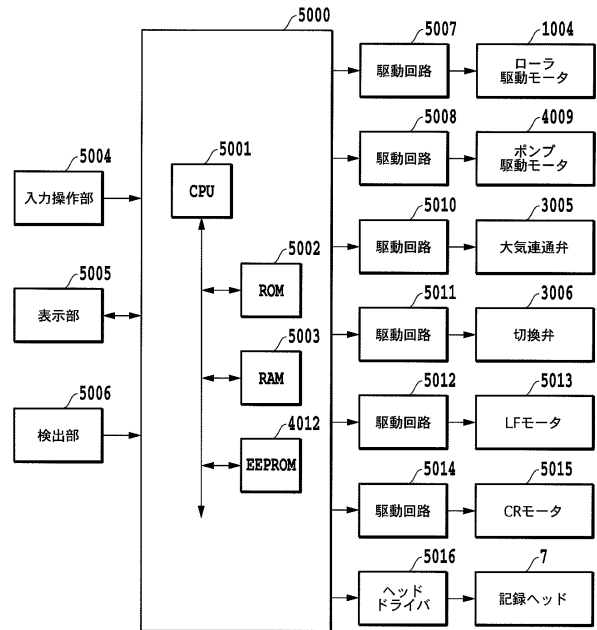 5000
5004
入力操作部
5005
表示部
5006
検出部
5001
CPU
5002
ROM
5003
RAM
4012
EEPROM
5007
駆動回路
1004
ローラ
駆動モータ
5008
駆動回路
4009
ポンプ
駆動モータ
5010
駆動回路
3005
大気連通弁
5011
駆動回路
3006
切換弁
5012
駆動回路
5013
LFモータ
5014
駆動回路
5015
CRモータ
5016
ヘッド
ドライバ
7
記録ヘッド